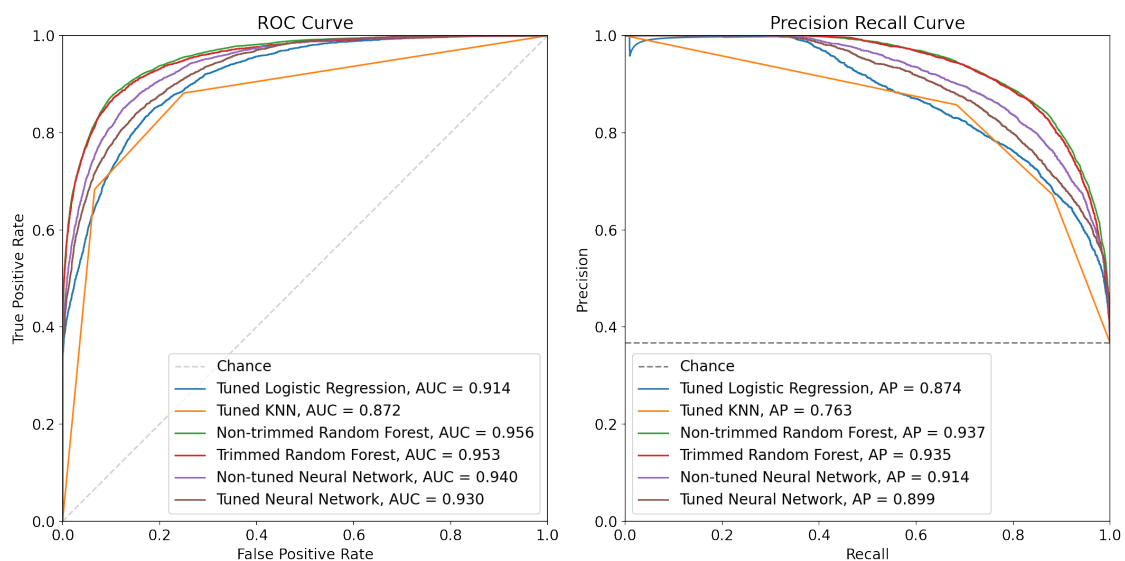 ROC Curve
1.0
0.8
0.6
0.4
0.2
0.0
True Positive Rate
Chance
Tuned Logistic Regression, AUC = 0.914
Tuned KNN, AUC = 0.872
Non-trimmed Random Forest, AUC = 0.956
Trimmed Random Forest, AUC = 0.953
Non-tuned Neural Network, AUC = 0.940
Tuned Neural Network, AUC = 0.930
0.0 0.2 0.4 0.6 0.8 1.0
False Positive Rate
Precision Recall Curve
1.0
0.8
0.6
0.4
0.2
0.0
Precision
Chance
Tuned Logistic Regression, AP = 0.874
Tuned KNN, AP = 0.763
Non-trimmed Random Forest, AP = 0.937
Trimmed Random Forest, AP = 0.935
Non-tuned Neural Network, AP = 0.914
Tuned Neural Network, AP = 0.899
0.0 0.2 0.4 0.6 0.8 1.0
Recall